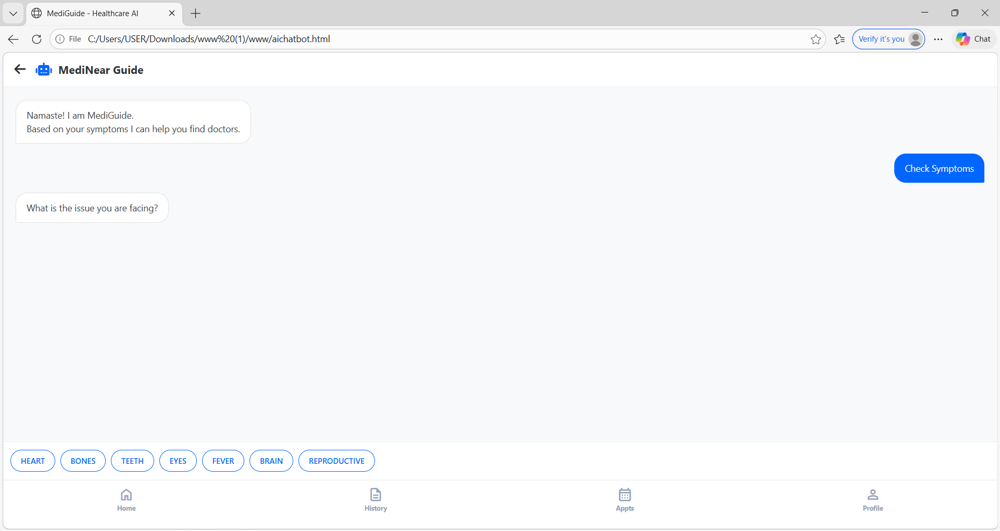 MediGuide - Healthcare AI
File C:/Users/USER/Downloads/www%20(1)/www/aichatbot.html
Verify it's you
Chat
MediNear Guide
Namaste! I am MediGuide.
Based on your symptoms I can help you find doctors.
Check Symptoms
What is the issue you are facing?
HEART BONES TEETH EYES FEVER BRAIN REPRODUCTIVE
Home History Appts Profile